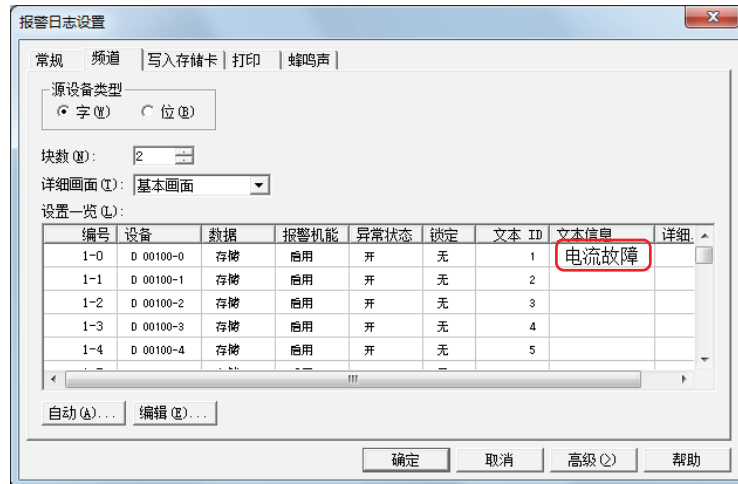 报警日志设置
常规 频道 写入存储卡 打印 蜂鸣声
源设备类型
字(W) 位(B)
块数(N): 2
详细画面(T): 基本画面
设置一览(L):
编号 设备 数据 报警机能 异常状态 锁定 文本 ID 文本信息 详细.
1-0 D 00100-0 存储 启用 开 无 1 电流故障
1-1 D 00100-1 存储 启用 开 无 2
1-2 D 00100-2 存储 启用 开 无 3
1-3 D 00100-3 存储 启用 开 无 4
1-4 D 00100-4 存储 启用 开 无 5
自动(A)... 编辑(E)...
确定 取消 高级(>) 帮助